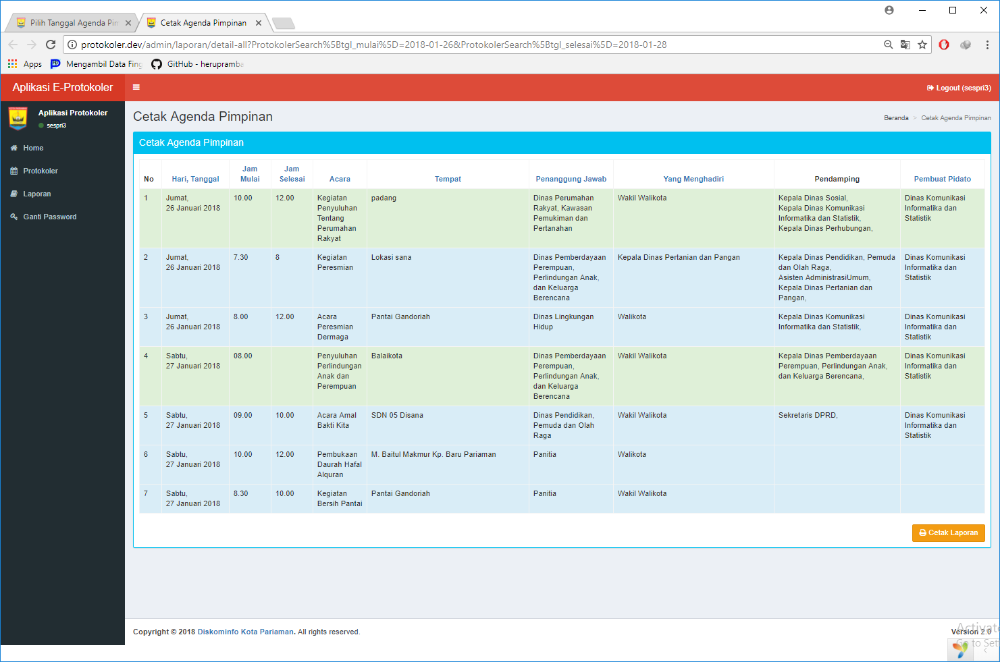 Pilih Tanggal Agenda Pim
Cetak Agenda Pimpinan
protokoler.dev/admin/laporan/detail-all?ProtokolerSearch%5Btgl_mulai%5D=2018-01-26&ProtokolerSearch%5Btgl_selesai%5D=2018-01-28
Apps
Mengambil Data Fing
GitHub - herupramba
Aplikasi E-Protokoler
Logout (sespri3)
Aplikasi Protokoler
sespri3
Home
Protokoler
Laporan
Ganti Password
Cetak Agenda Pimpinan
Beranda > Cetak Agenda Pimpinan
Cetak Agenda Pimpinan
No Hari, Tanggal Jam Mulai Jam Selesai Acara Tempat Penanggung Jawab Yang Menghadiri Pendamping Pembuat Pidato
1 Jumat, 10.00 12.00 Kegiatan padang Dinas Perumahan Wakil Walikota Kepala Dinas Sosial, Dinas Komunikasi
26 Januari 2018 Penyuluhan Rakyat, Kawasan Kepala Dinas Komunikasi Informatika dan
Tentang Pemukiman dan Informatika dan Statistik, Statistik
Perumahan Pertanahan Kepala Dinas Perhubungan,
Rakyat
2 Jumat, 7.30 8 Kegiatan Lokasi sana Dinas Pemberdayaan Kepala Dinas Pertanian dan Pangan Kepala Dinas Pendidikan, Pemuda Dinas Komunikasi
26 Januari 2018 Peresmian Perempuan, dan Olah Raga, Informatika dan
Perlindungan Anak, Asisten AdministrasiUmum, Statistik
dan Keluarga Kepala Dinas Pertanian dan
Berencana Pangan,
3 Jumat, 8.00 12.00 Acara Pantai Gandoriah Dinas Lingkungan Walikota Kepala Dinas Komunikasi Dinas Komunikasi
26 Januari 2018 Peresmian Hidup Informatika dan Statistik, Informatika dan
Dermaga Statistik
4 Sabtu, 08.00 Penyuluhan Balaikota Dinas Pemberdayaan Wakil Walikota Kepala Dinas Pemberdayaan Dinas Komunikasi
27 Januari 2018 Perlindungan Perempuan, Perempuan, Perlindungan Anak, Informatika dan
Anak dan Perlindungan Anak, dan Keluarga Berencana, Statistik
Perempuan dan Keluarga
Berencana
5 Sabtu, 09.00 10.00 Acara Amal SDN 05 Disana Dinas Pendidikan, Wakil Walikota Sekretaris DPRD, Dinas Komunikasi
27 Januari 2018 Bakti Kita Pemuda dan Olah Informatika dan
Raga Statistik
6 Sabtu, 10.00 12.00 Pembukaan M. Baitul Makmur Kp. Baru Pariaman Panitia Walikota
27 Januari 2018 Daurah Hafal
Alquran
7 Sabtu, 8.30 10.00 Kegiatan Pantai Gandoriah Panitia Wakil Walikota
27 Januari 2018 Bersih Pantai
Cetak Laporan
Copyright © 2018 Diskominfo Kota Pariaman. All rights reserved.
Version 2.0
Activat
Go to Set